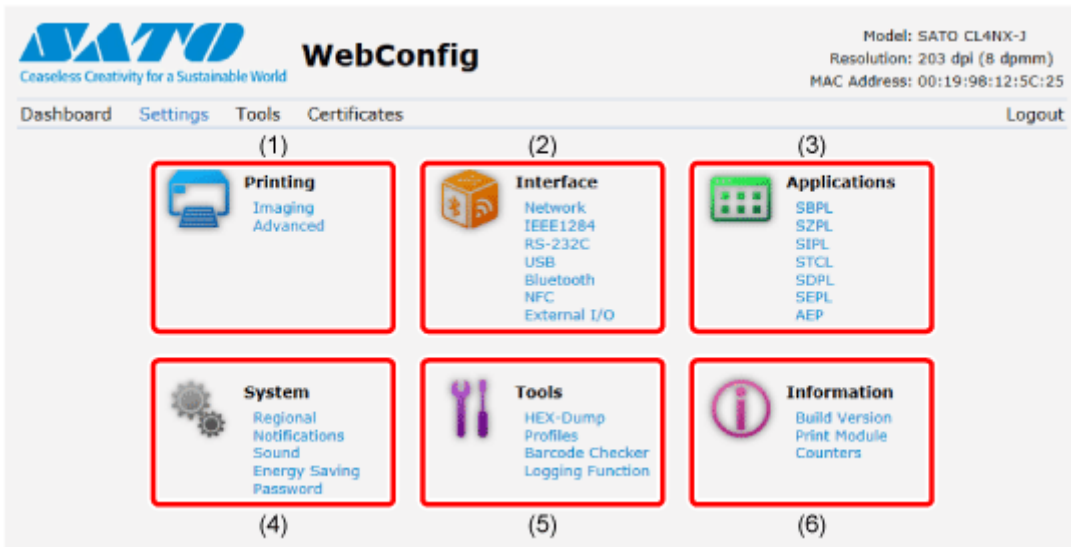 SATO
Ceaseless Creativity for a Sustainable World
WebConfig
Model: SATO CL4NX-J
Resolution: 203 dpi (8 dpmm)
MAC Address: 00:19:98:12:5C:25
Dashboard Settings Tools Certificates Logout
(1) (2) (3)
Printing
Imaging
Advanced
Interface
Network
IEEE1284
RS-232C
USB
Bluetooth
NFC
External I/O
Applications
SBPL
SZPL
SIPL
STCL
SDPL
SEPL
AEP
System
Regional
Notifications
Sound
Energy Saving
Password
Tools
HEX-Dump
Profiles
Barcode Checker
Logging Function
Information
Build Version
Print Module
Counters
(4) (5) (6)